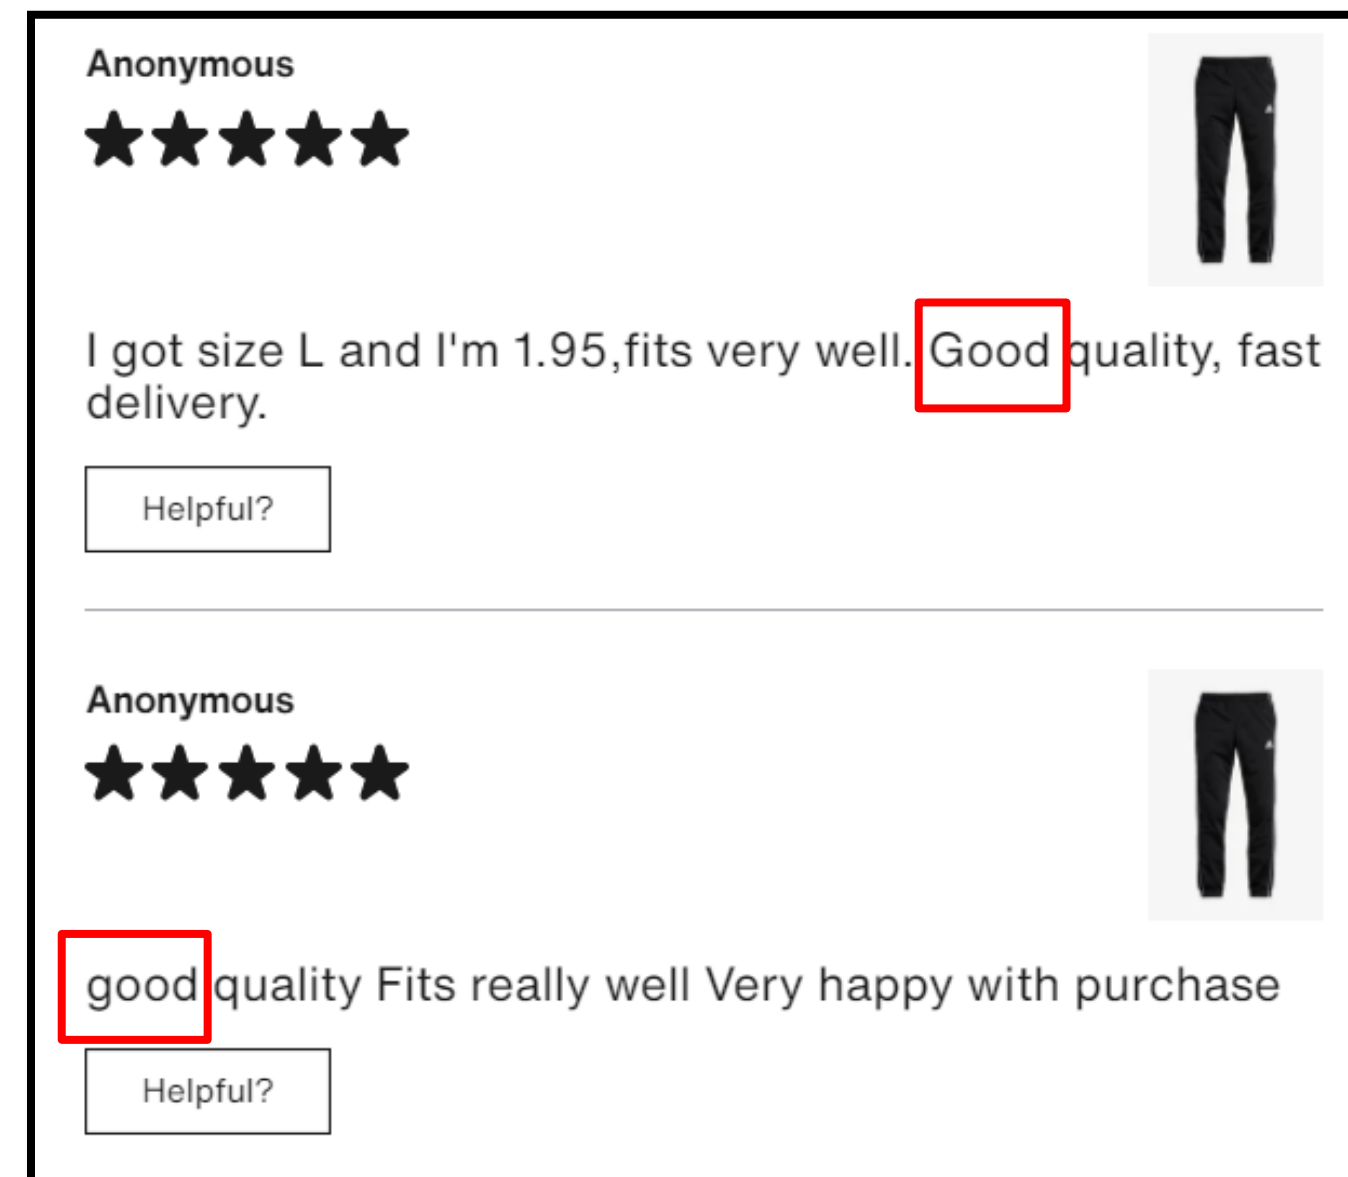 Anonymous
I got size L and I'm 1.95,fits very well. Good quality, fast
delivery.
Helpful?
Anonymous
good quality Fits really well Very happy with purchase
Helpful?